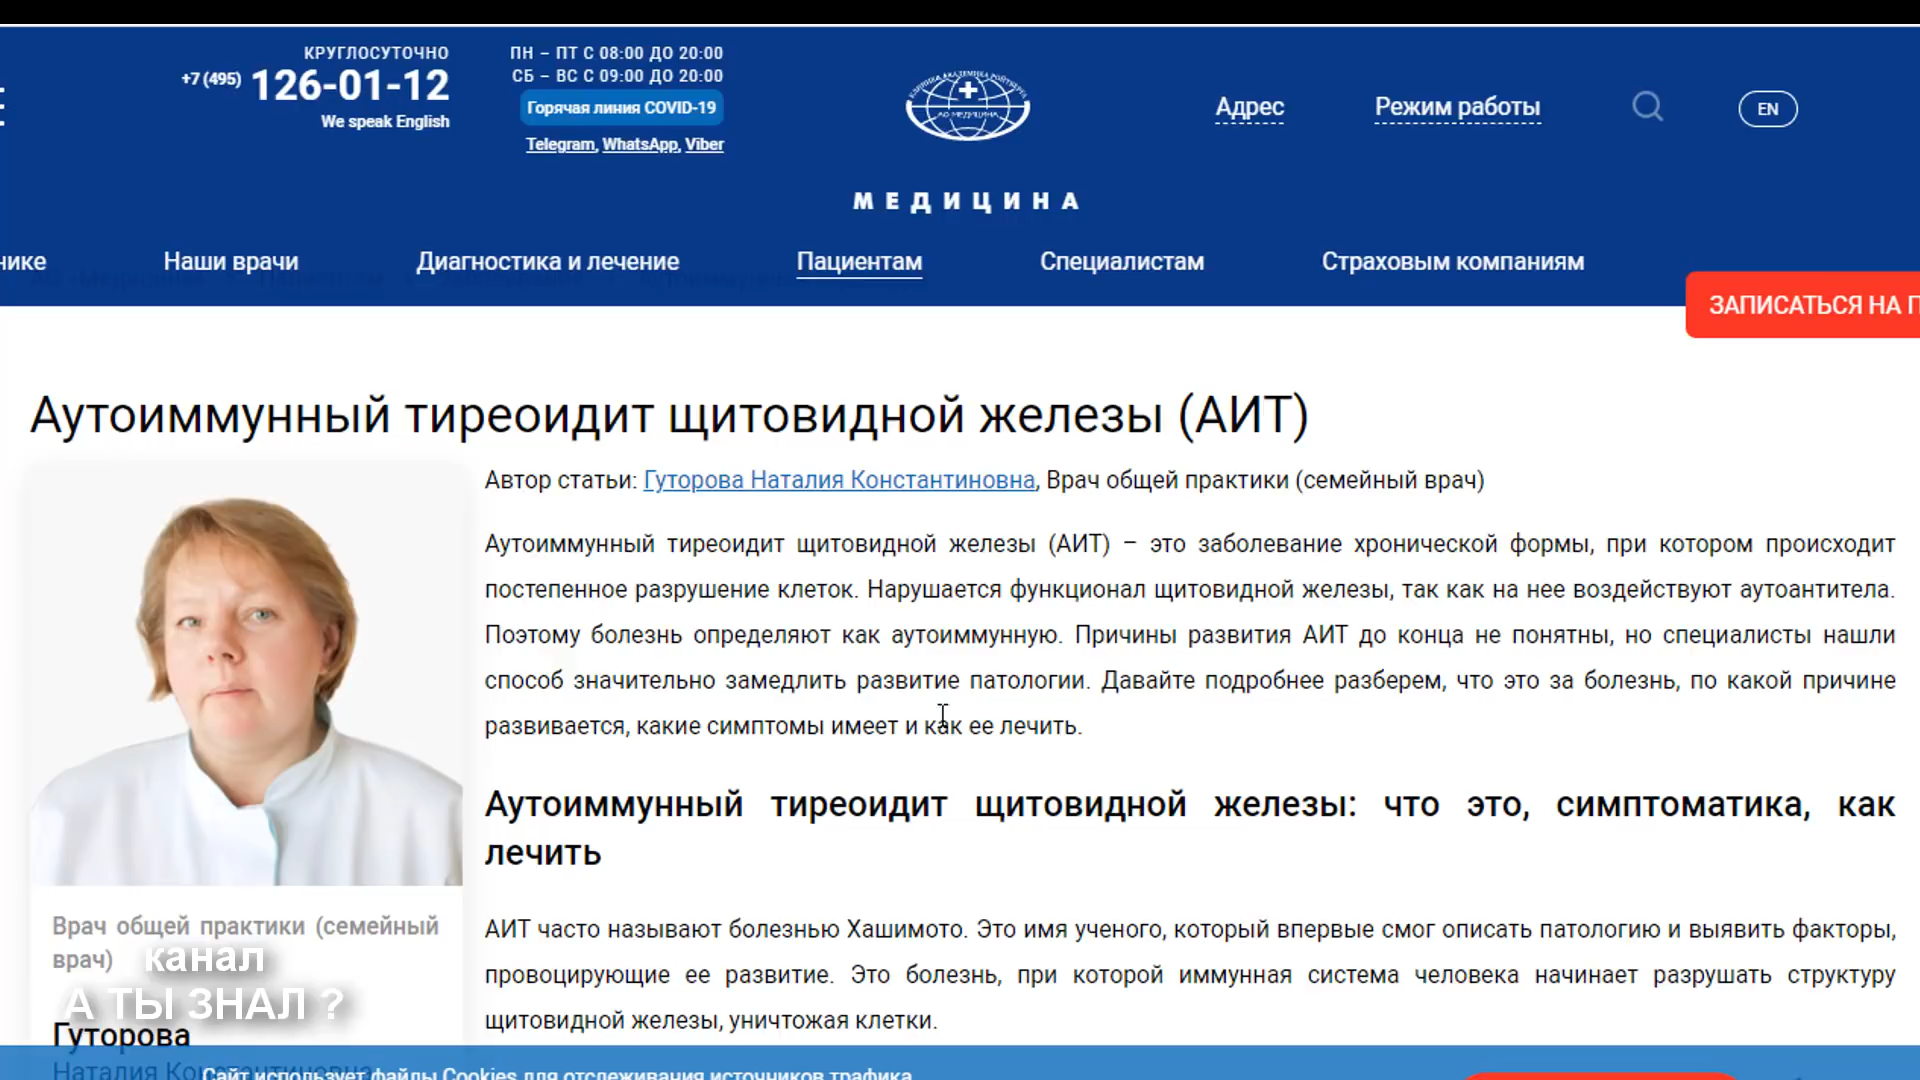 КРУГЛОСУТОЧНО
+7 (495) 126-01-12
We speak English
ПН – ПТ С 08:00 ДО 20:00
СБ – ВС С 09:00 ДО 20:00
Горячая линия COVID-19
Telegram, WhatsApp, Viber
МЕДИЦИНА
Адрес
Режим работы
EN
нике
Наши врачи
Диагностика и лечение
Пациентам
Специалистам
Страховым компаниям
ЗАПИСАТЬСЯ НА П
Аутоиммунный тиреоидит щитовидной железы (АИТ)
Автор статьи: Гуторова Наталия Константиновна, Врач общей практики (семейный врач)
Аутоиммунный тиреоидит щитовидной железы (АИТ) – это заболевание хронической формы, при котором происходит
постепенное разрушение клеток. Нарушается функционал щитовидной железы, так как на нее воздействуют аутоантитела.
Поэтому болезнь определяют как аутоиммунную. Причины развития АИТ до конца не понятны, но специалисты нашли
способ значительно замедлить развитие патологии. Давайте подробнее разберем, что это за болезнь, по какой причине
развивается, какие симптомы имеет и как ее лечить.
Аутоиммунный тиреоидит щитовидной железы: что это, симптоматика, как
лечить
АИТ часто называют болезнью Хашимото. Это имя ученого, который впервые смог описать патологию и выявить факторы,
провоцирующие ее развитие. Это болезнь, при которой иммунная система человека начинает разрушать структуру
щитовидной железы, уничтожая клетки.
Врач общей практики (семейный
врач)
канал
А ТЫ ЗНАЛ ?
Гуторова
Наталия Константиновна
Сайт использует файлы Cookies для отслеживания источников трафика